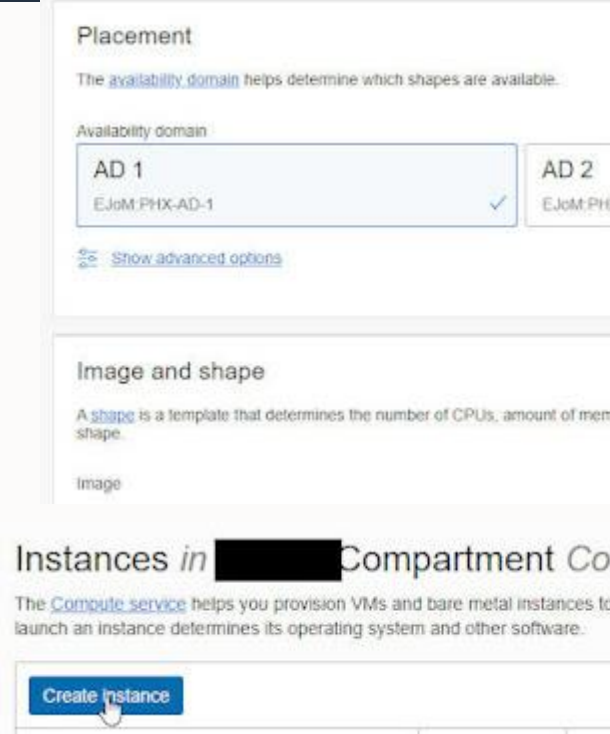 Placement
The availability domain helps determine which shapes are available.
Availability domain
AD 1
EJoM:PHX-AD-1
AD 2
EJoM:PH
Show advanced options
Image and shape
A shape is a template that determines the number of CPUs, amount of mem
shape.
Image
Instances in Compartment Co
The Compute service helps you provision VMs and bare metal instances to
launch an instance determines its operating system and other software.
Create instance